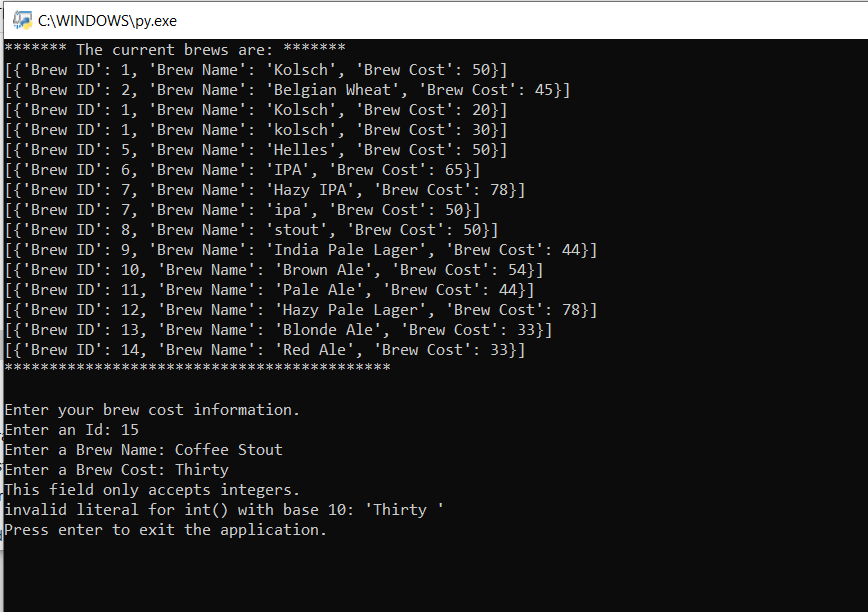 C:\WINDOWS\py.exe
******* The current brews are: *******
[{'Brew ID': 1, 'Brew Name': 'Kolsch', 'Brew Cost': 50}]
[{'Brew ID': 2, 'Brew Name': 'Belgian Wheat', 'Brew Cost': 45}]
[{'Brew ID': 1, 'Brew Name': 'Kolsch', 'Brew Cost': 20}]
[{'Brew ID': 1, 'Brew Name': 'kolsch', 'Brew Cost': 30}]
[{'Brew ID': 5, 'Brew Name': 'Helles', 'Brew Cost': 50}]
[{'Brew ID': 6, 'Brew Name': 'IPA', 'Brew Cost': 65}]
[{'Brew ID': 7, 'Brew Name': 'Hazy IPA', 'Brew Cost': 78}]
[{'Brew ID': 7, 'Brew Name': 'ipa', 'Brew Cost': 50}]
[{'Brew ID': 8, 'Brew Name': 'stout', 'Brew Cost': 50}]
[{'Brew ID': 9, 'Brew Name': 'India Pale Lager', 'Brew Cost': 44}]
[{'Brew ID': 10, 'Brew Name': 'Brown Ale', 'Brew Cost': 54}]
[{'Brew ID': 11, 'Brew Name': 'Pale Ale', 'Brew Cost': 44}]
[{'Brew ID': 12, 'Brew Name': 'Hazy Pale Lager', 'Brew Cost': 78}]
[{'Brew ID': 13, 'Brew Name': 'Blonde Ale', 'Brew Cost': 33}]
[{'Brew ID': 14, 'Brew Name': 'Red Ale', 'Brew Cost': 33}]
*******************************************
Enter your brew cost information.
Enter an Id: 15
Enter a Brew Name: Coffee Stout
Enter a Brew Cost: Thirty
This field only accepts integers.
invalid literal for int() with base 10: 'Thirty '
Press enter to exit the application.